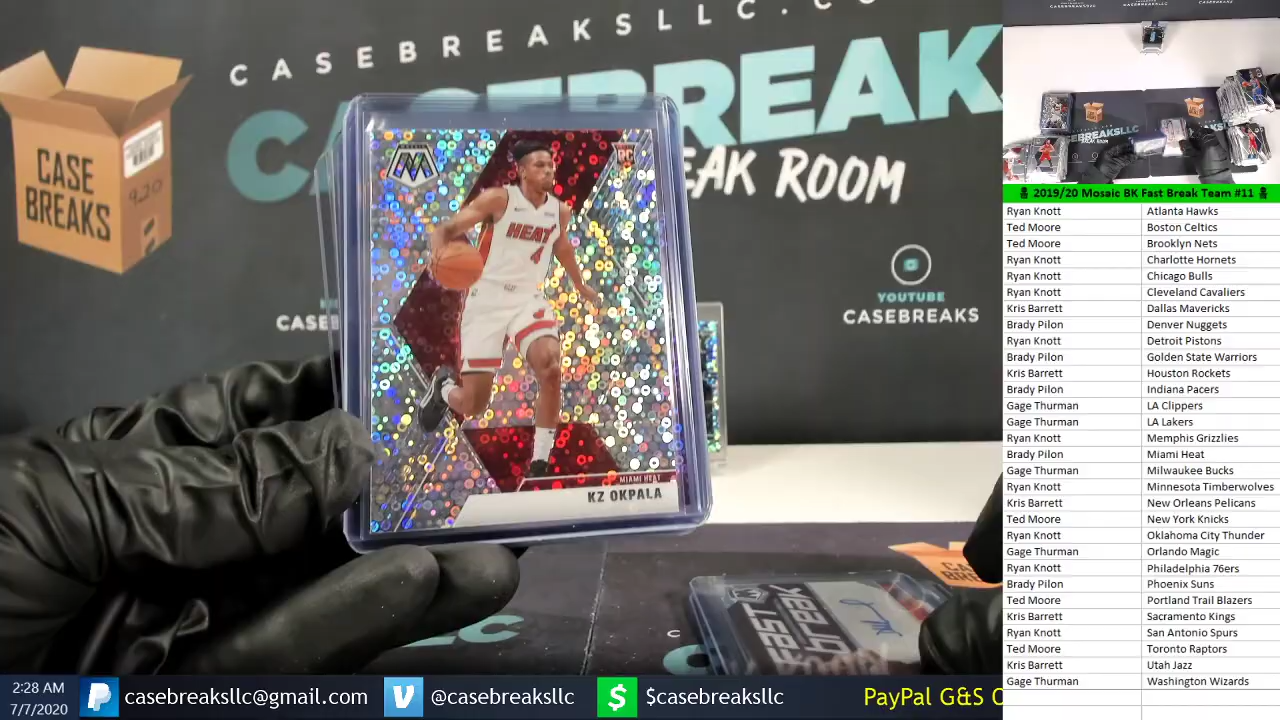 CASEBREAKSLLC.CO
CASEBREAK
EAK ROOM
CASE
BREAKS
920
YOUTUBE
CASEBREAKS
CASE
MOSAIC
RC
HEAT
4
MIAMI HEAT
KZ OKPALA
FAST
BREAK
EBREAKSLLC
BREAK ROOM
2019/20 Mosaic BK Fast Break Team #11
Ryan Knott Atlanta Hawks
Ted Moore Boston Celtics
Ted Moore Brooklyn Nets
Ryan Knott Charlotte Hornets
Ryan Knott Chicago Bulls
Ryan Knott Cleveland Cavaliers
Kris Barrett Dallas Mavericks
Brady Pilon Denver Nuggets
Ryan Knott Detroit Pistons
Brady Pilon Golden State Warriors
Kris Barrett Houston Rockets
Brady Pilon Indiana Pacers
Gage Thurman LA Clippers
Gage Thurman LA Lakers
Ryan Knott Memphis Grizzlies
Brady Pilon Miami Heat
Gage Thurman Milwaukee Bucks
Ryan Knott Minnesota Timberwolves
Kris Barrett New Orleans Pelicans
Ted Moore New York Knicks
Ryan Knott Oklahoma City Thunder
Gage Thurman Orlando Magic
Ryan Knott Philadelphia 76ers
Brady Pilon Phoenix Suns
Ted Moore Portland Trail Blazers
Kris Barrett Sacramento Kings
Ryan Knott San Antonio Spurs
Ted Moore Toronto Raptors
Kris Barrett Utah Jazz
Gage Thurman Washington Wizards
2:28 AM
7/7/2020
casebreaksllc@gmail.com
@casebreaksllc
$casebreaksllc
PayPal G&S O